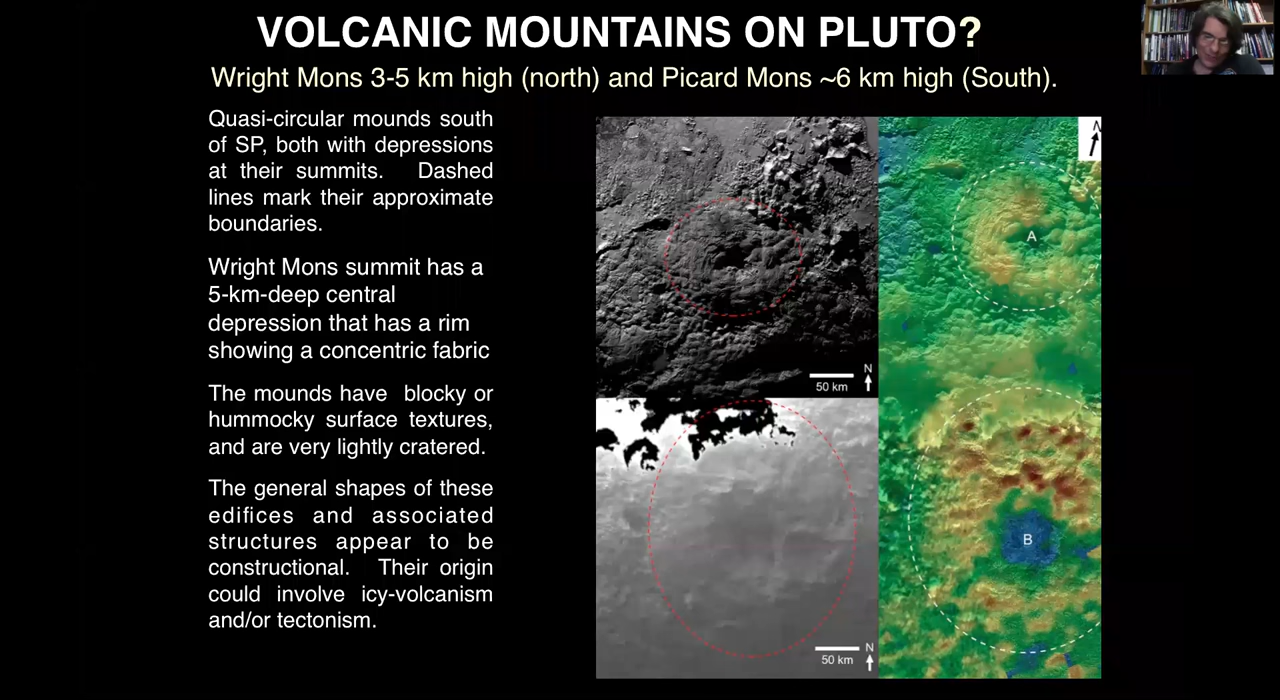 VOLCANIC MOUNTAINS ON PLUTO?
Wright Mons 3-5 km high (north) and Picard Mons ~6 km high (South).
Quasi-circular mounds south
of SP, both with depressions
at their summits. Dashed
lines mark their approximate
boundaries.
Wright Mons summit has a
5-km-deep central
depression that has a rim
showing a concentric fabric
The mounds have blocky or
hummocky surface textures,
and are very lightly cratered.
The general shapes of these
edifices and associated
structures appear to be
constructional. Their origin
could involve icy-volcanism
and/or tectonism.
N
50 km
N
50 km
N
A
B